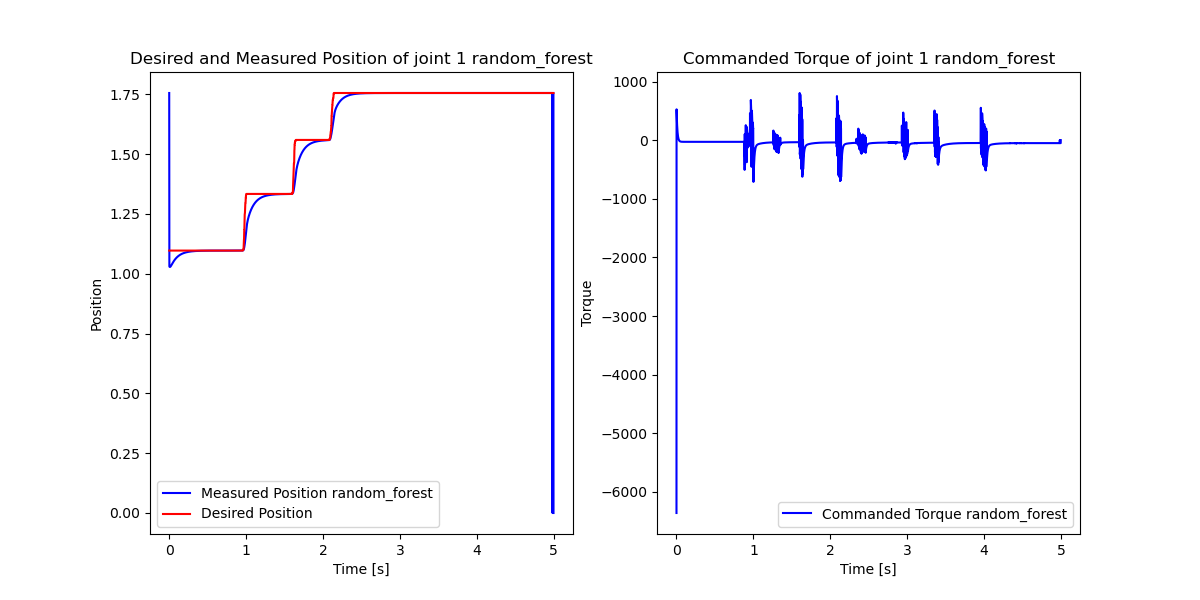 Desired and Measured Position of joint 1 random_forest
Position
1.75
1.50
1.25
1.00
0.75
0.50
0.25
0.00
Measured Position random_forest
Desired Position
0 1 2 3 4 5
Time [s]
Commanded Torque of joint 1 random_forest
Torque
1000
0
−1000
−2000
−3000
−4000
−5000
−6000
Commanded Torque random_forest
0 1 2 3 4 5
Time [s]